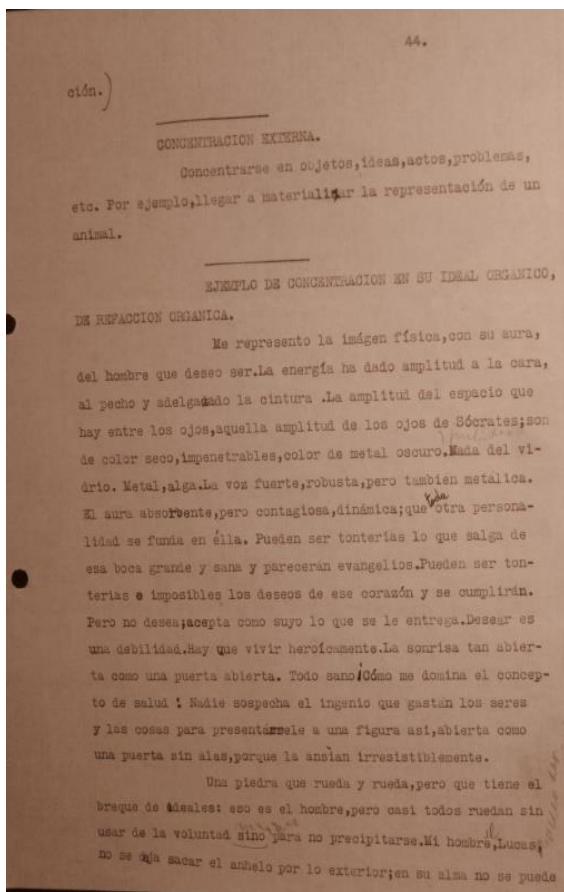 44.
ción.)
CONCENTRACION EXTERNA.
Concentrarse en objetos,ideas,actos,problemas,
etc. Por ejemplo,llegar a materializar la representación de un
animal.
EJEMPLO DE CONCENTRACION EN SU IDEAL ORGANICO,
DE REFACCION ORGANICA.
Me represento la imágen física,con su aura,
del hombre que deseo ser.La energía ha dado amplitud a la cara,
al pecho y adelgazado la cintura .La amplitud del espacio que
hay entre los ojos,aquella amplitud de los ojos de Sócrates;son
de color seco,impenetrables,color de metal oscuro.Nada del vi-
drio. Metal,alga.La voz fuerte,robusta,pero tambien metálica.
El aura absorbente,pero contagiosa,dinámica;que toda otra persona-
lidad se funda en élla. Pueden ser tonterías lo que salga de
esa boca grande y sana y parecerán evangelios.Pueden ser ton-
terias e imposibles los deseos de ese corazón y se cumplirán.
Pero no desea;acepta como suyo lo que se le entrega.Desear es
una debilidad.Hay que vivir heroícamente.La sonrisa tan abier-
ta como una puerta abierta. Todo sano¡Cómo me domina el concep-
to de salud ! Nadie sospecha el ingenio que gastan los seres
y las cosas para presentársele a una figura así,abierta como
una puerta sin alas,porque la ansían irresistiblemente.
Una piedra que rueda y rueda,pero que tiene el
breque de ideales: eso es el hombre,pero casi todos ruedan sin
usar de la voluntad sino para no precipitarse.Mi hombre,Lucas,
no se deja sacar el anhelo por lo exterior;en su alma no se puede